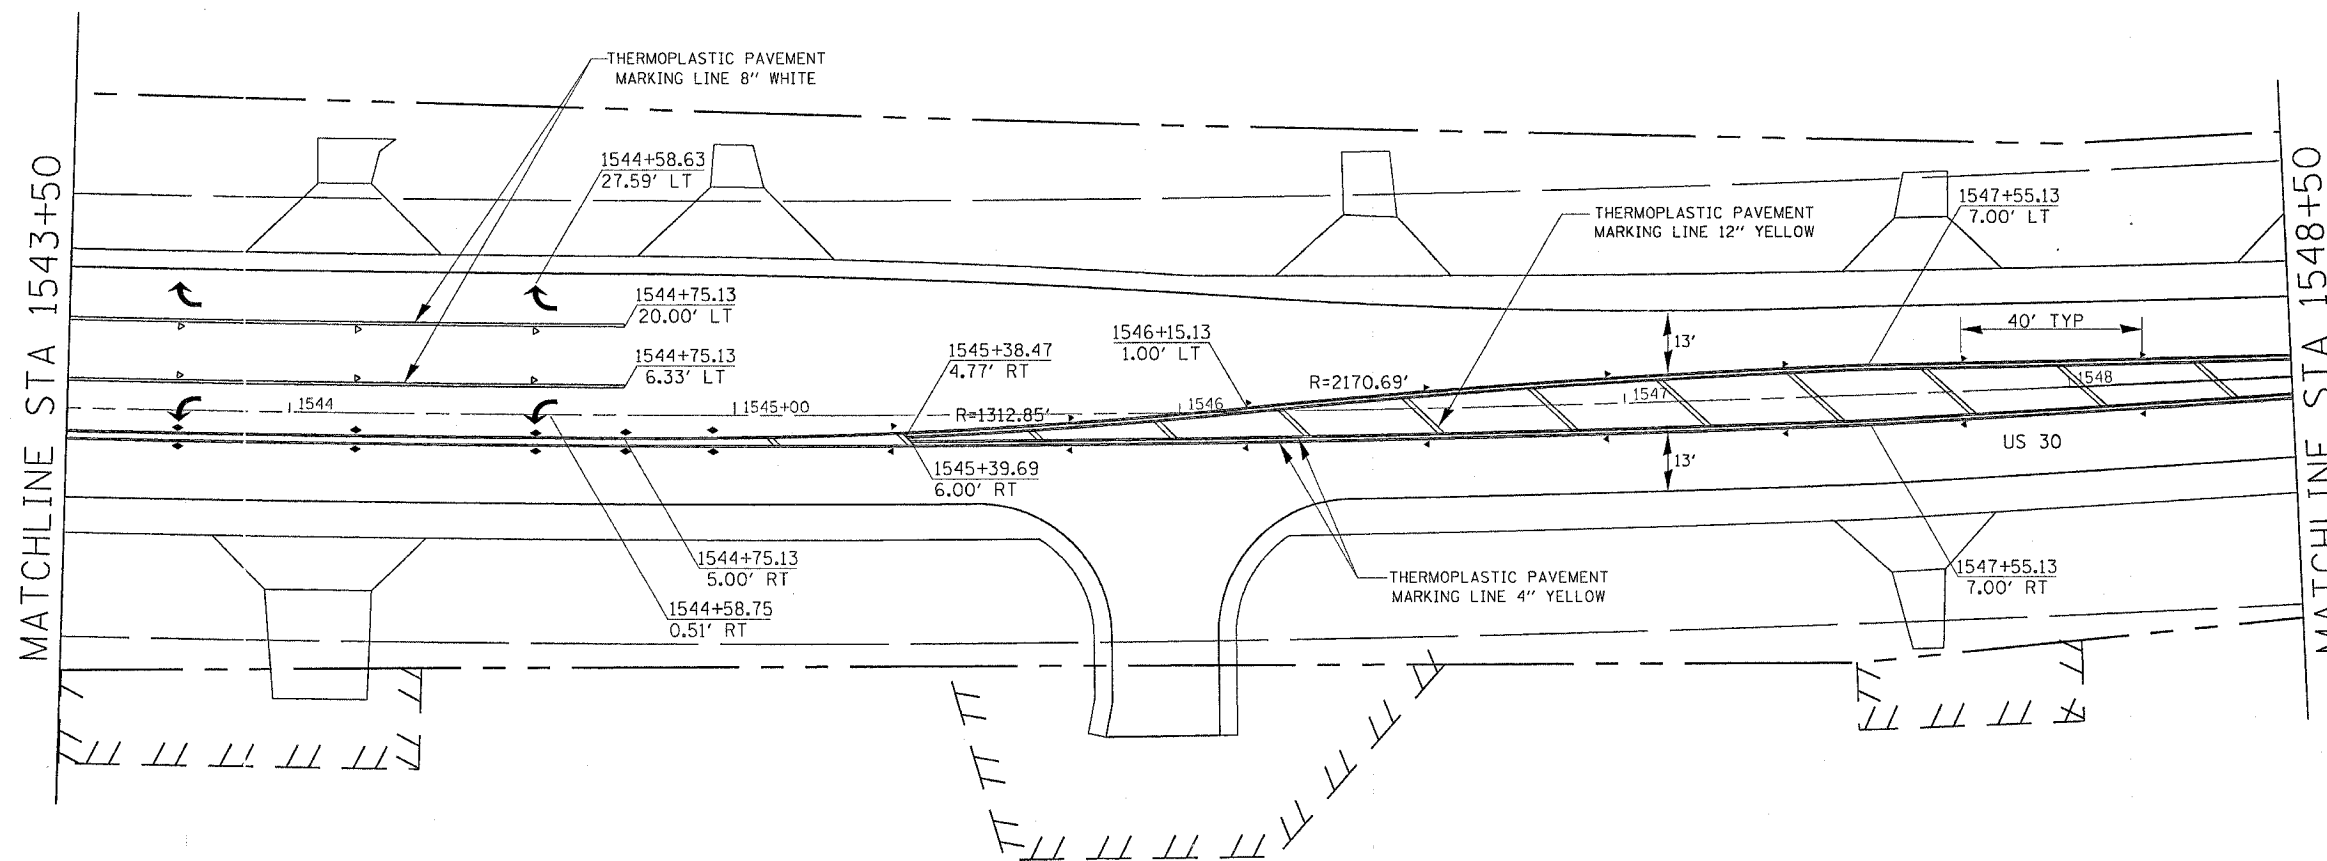 THERMOPLASTIC PAVEMENT
MARKING LINE 8" WHITE
1544+58.63
27.59' LT
1547+55.13
7.00' LT
THERMOPLASTIC PAVEMENT
MARKING LINE 12" YELLOW
MATCHLINE STA 1543+50
MATCHLINE STA 1548+50
1544+75.13
20.00' LT
40' TYP
1546+15.13
1.00' LT
13'
1544+75.13
6.33' LT
1545+38.47
4.77' RT
R=2170.69'
1544
1545+00
R=1312.85'
1546
1547
1548
US 30
1545+39.69
6.00' RT
13'
1544+75.13
5.00' RT
1547+55.13
7.00' RT
THERMOPLASTIC PAVEMENT
MARKING LINE 4" YELLOW
1544+58.75
0.51' RT